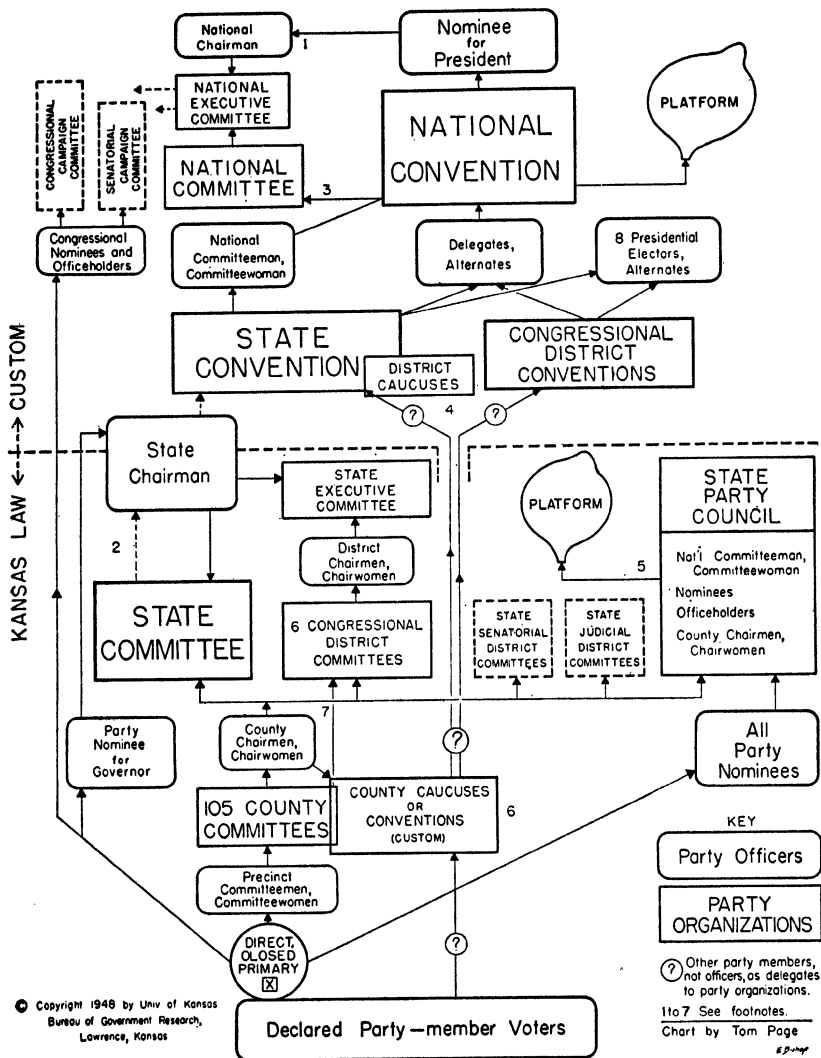 National
Chairman
1
Nominee
for
President
NATIONAL
EXECUTIVE
COMMITTEE
CONGRESSIONAL
CAMPAIGN
COMMITTEE
SENATORIAL
CAMPAIGN
COMMITTEE
NATIONAL
COMMITTEE
3
NATIONAL
CONVENTION
PLATFORM
Congressional
Nominees and
Officeholders
National
Committeeman,
Committeewoman
Delegates,
Alternates
8 Presidential
Electors,
Alternates
STATE
CONVENTION
DISTRICT
CAUCUSES
4
CONGRESSIONAL
DISTRICT
CONVENTIONS
?
?
KANSAS LAW <--> CUSTOM
State
Chairman
STATE
EXECUTIVE
COMMITTEE
PLATFORM
STATE
PARTY
COUNCIL
2
District
Chairmen,
Chairwomen
5
Nat'l Committeeman,
Committeewoman
Nominees
Officeholders
County Chairmen,
Chairwomen
STATE
COMMITTEE
6 CONGRESSIONAL
DISTRICT
COMMITTEES
STATE
SENATORIAL
DISTRICT
COMMITTEES
STATE
JUDICIAL
DISTRICT
COMMITTEES
7
Party
Nominee
for
Governor
County
Chairmen,
Chairwomen
?
All
Party
Nominees
105 COUNTY
COMMITTEES
COUNTY CAUCUSES
OR
CONVENTIONS
(CUSTOM)
6
KEY
Party Officers
Precinct
Committeemen,
Committeewomen
PARTY
ORGANIZATIONS
DIRECT,
CLOSED
PRIMARY
X
?
? Other party members,
not officers, as delegates
to party organizations.
1 to 7 See footnotes.
Chart by Tom Page
© Copyright 1948 by Univ of Kansas
Bureau of Government Research,
Lawrence, Kansas
Declared Party-member Voters